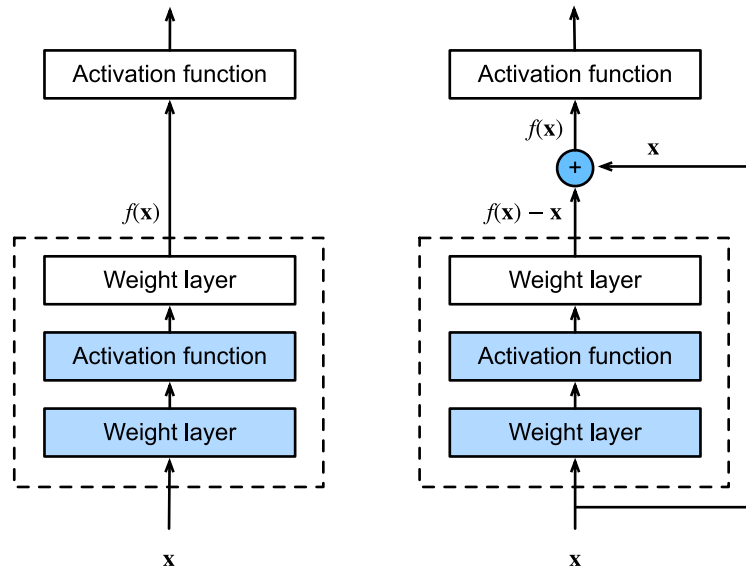 Activation function
f(x)
Weight layer
Activation function
Weight layer
x
Activation function
f(x)
x
+
f(x) − x
Weight layer
Activation function
Weight layer
x